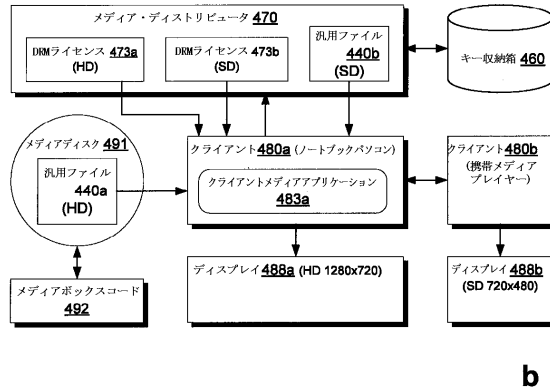 メディア・ディストリビュータ 470
DRMライセンス 473a
(HD)
DRMライセンス 473b
(SD)
汎用ファイル
440b
(SD)
キー収納箱 460
メディアディスク 491
汎用ファイル
440a
(HD)
クライアント 480a (ノートブックパソコン)
クライアントメディアアプリケーション
483a
クライアント 480b
(携帯メディア
プレイヤー)
メディアボックスコード
492
ディスプレイ 488a (HD 1280x720)
ディスプレイ 488b
(SD 720x480)
b